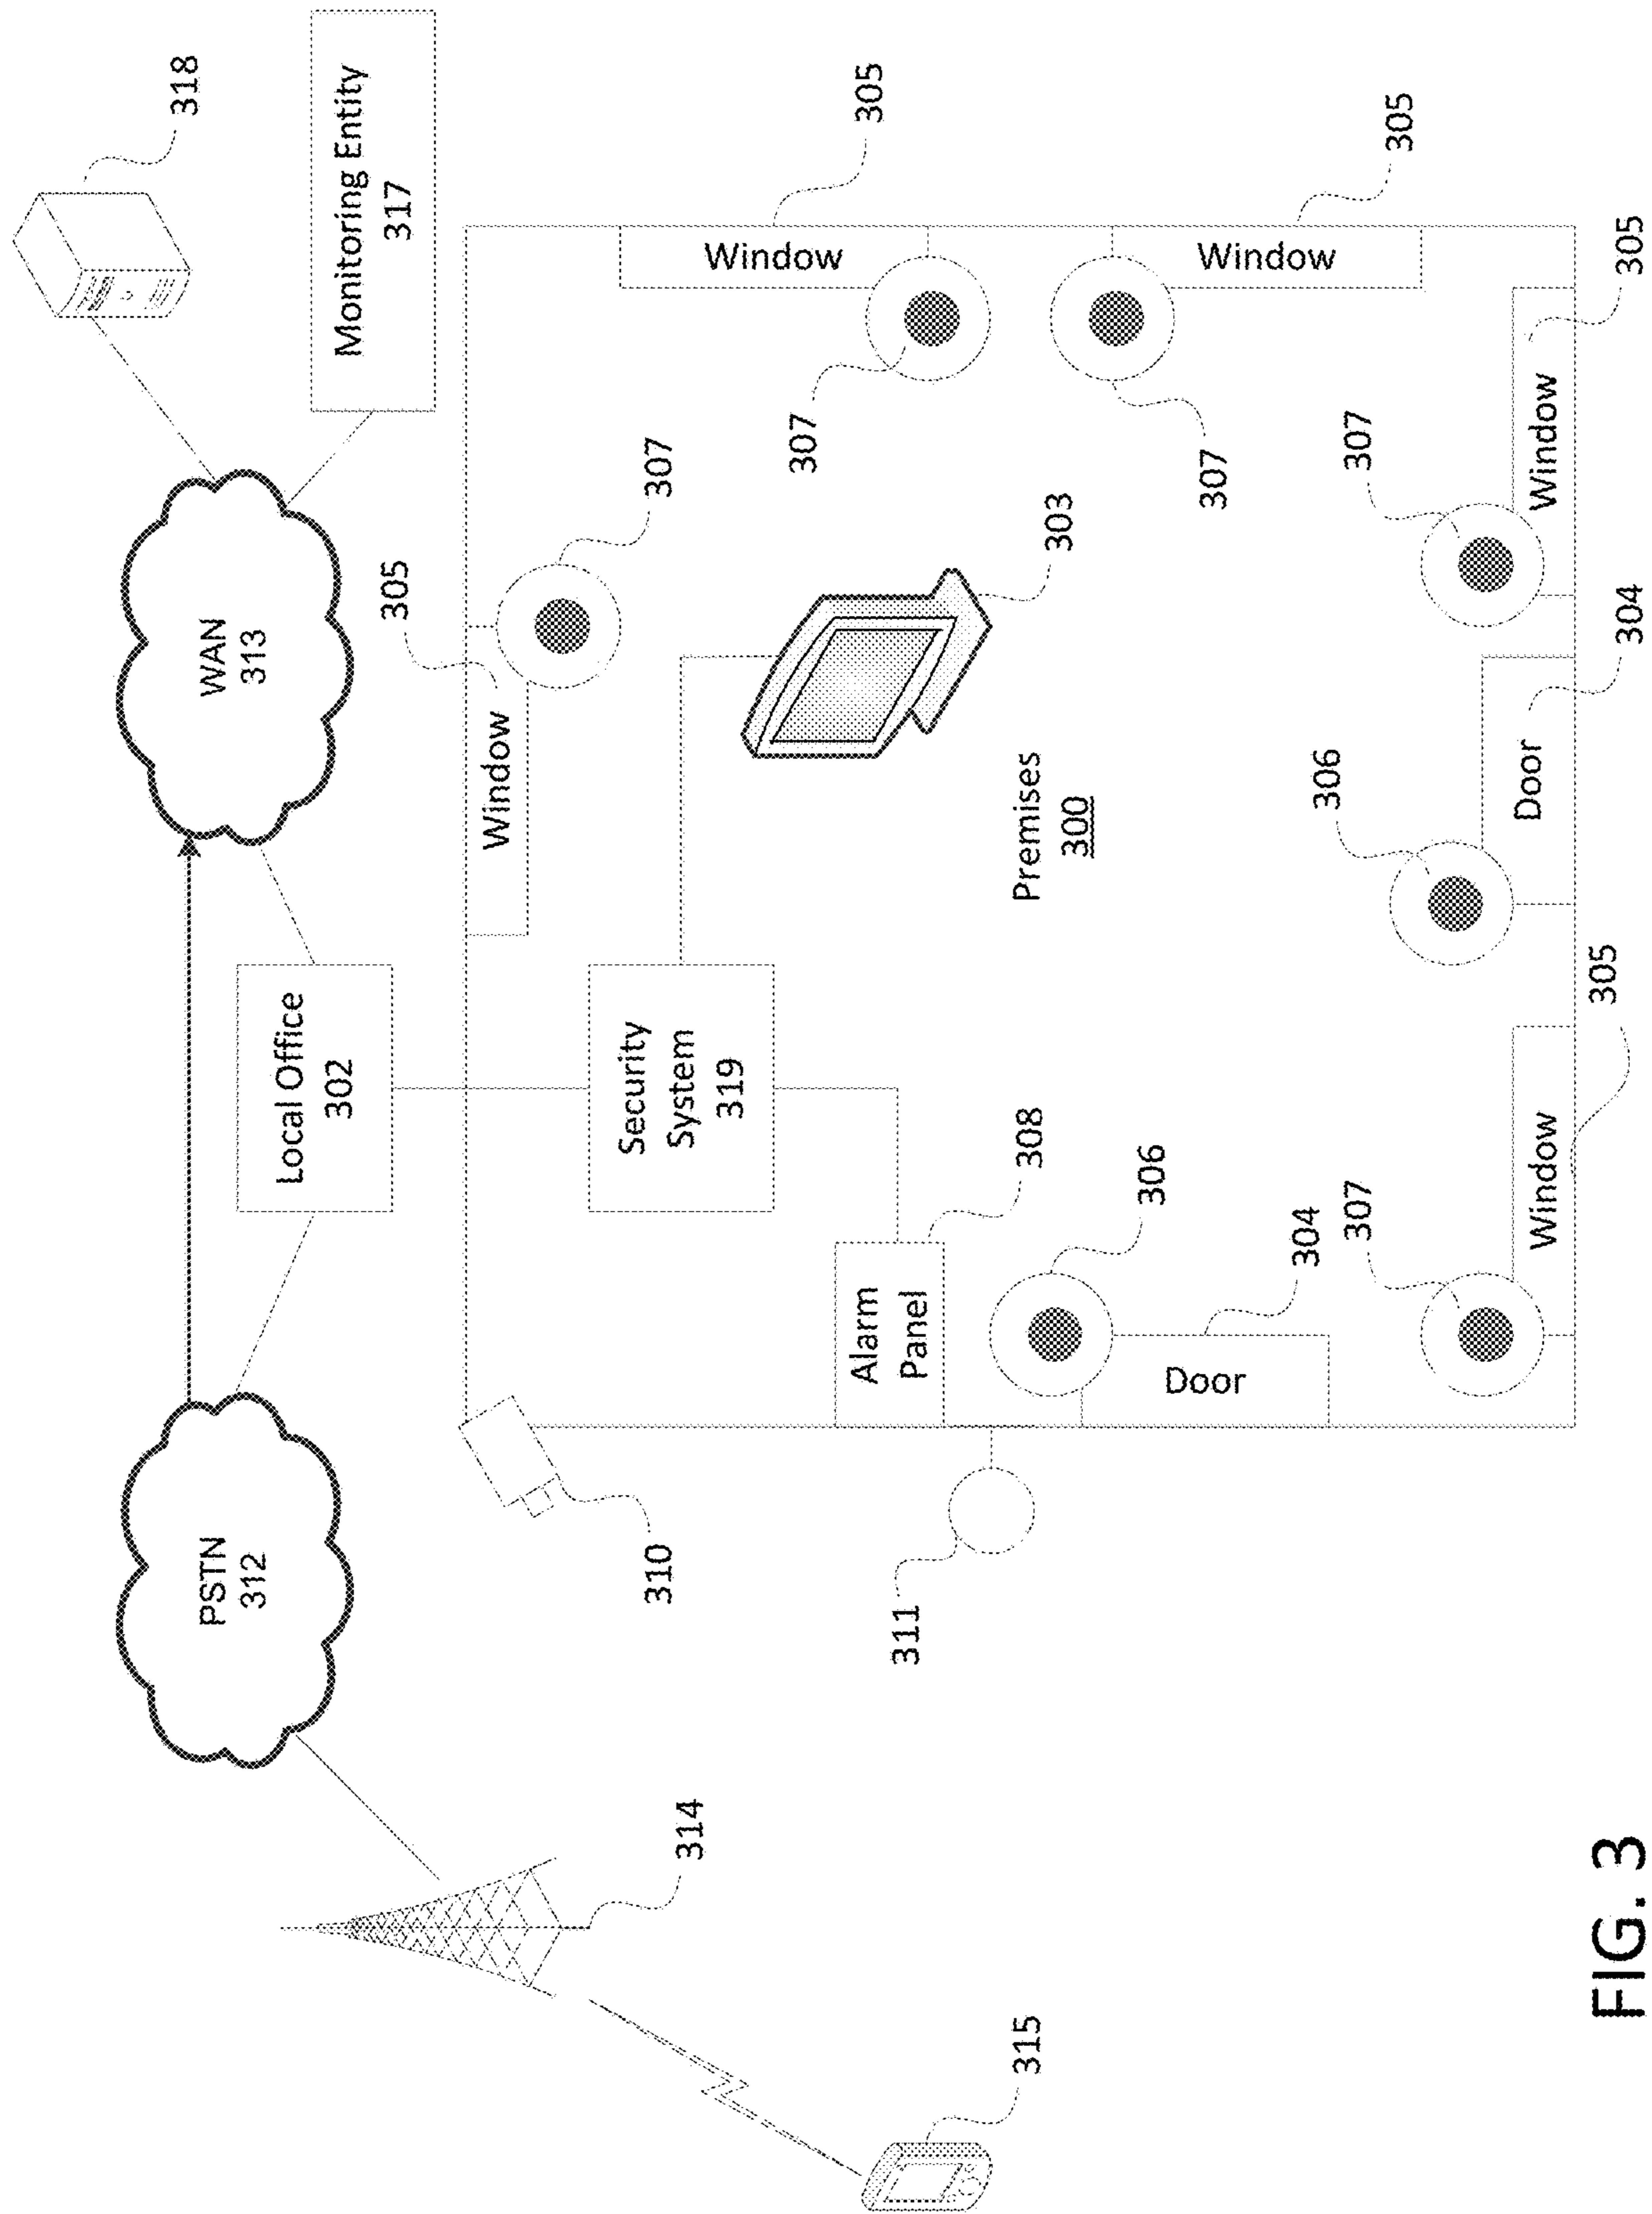 318
PSTN
312
WAN
313
Local Office
302
Monitoring Entity
317
305
Window
310
Security
System
319
307
314
Window
307
305
Alarm
Panel
311
315
308
Premises
300
303
306
Door
307
Window
304
306
307
307
305
Window
Door
Window
305
304
305
FIG. 3